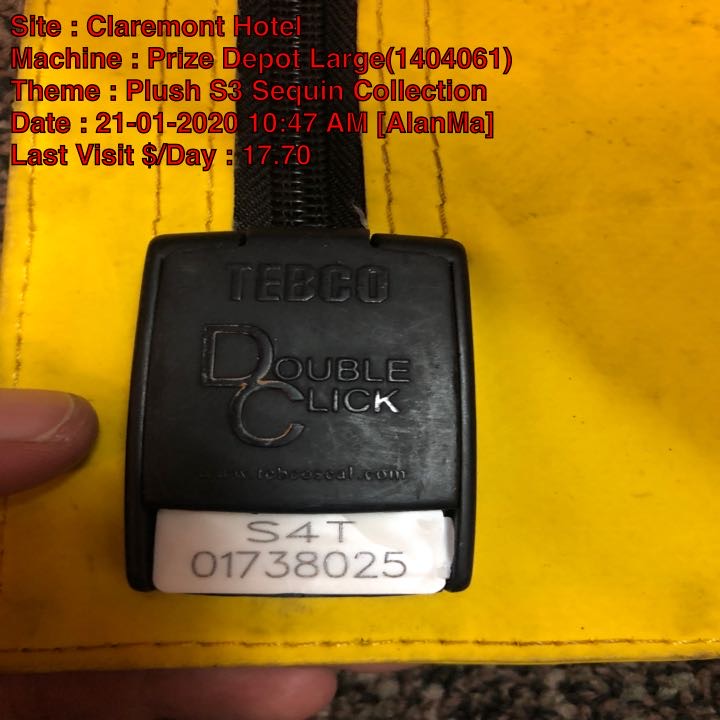 Site : Claremont Hotel
Machine : Prize Depot Large(1404061)
Theme : Plush S3 Sequin Collection
Date : 21-01-2020 10:47 AM [AlanMa]
Last Visit $/Day : 17.70
TEBCO
DOUBLE
CLICK
www.tebcoseal.com
S4T
01738025